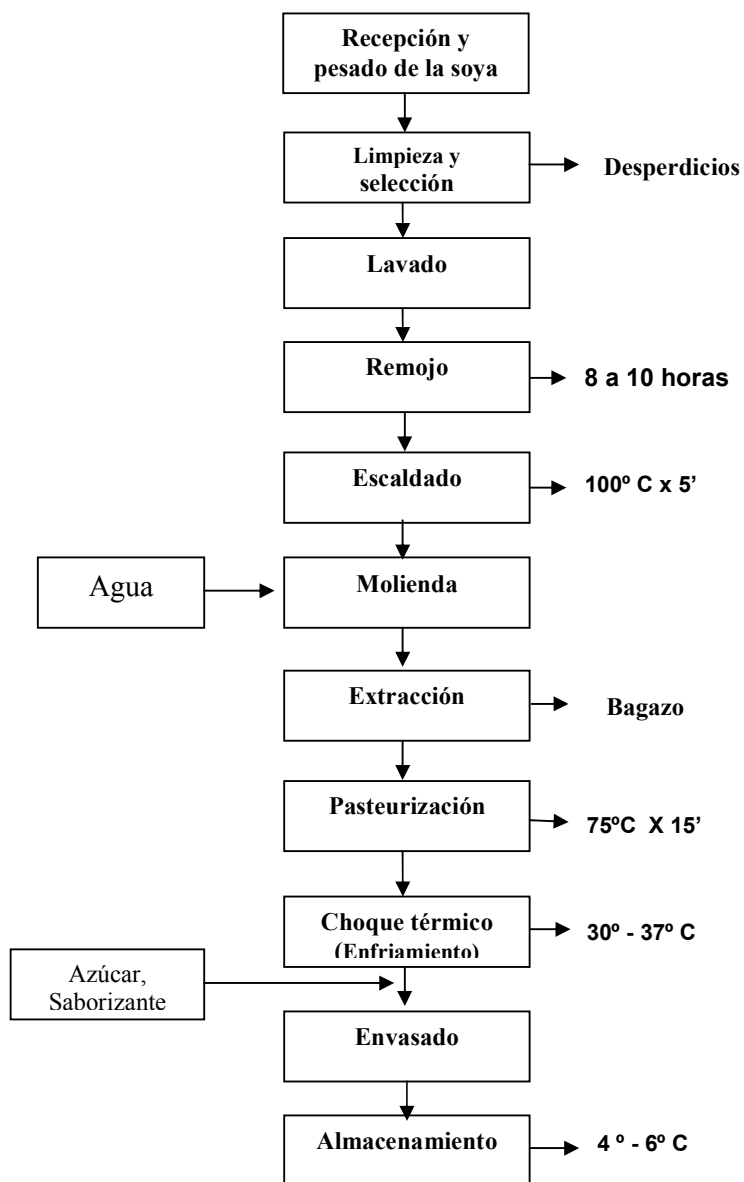 Recepción y
pesado de la soya
Limpieza y
selección
Desperdicios
Lavado
Remojo
8 a 10 horas
Escaldado
100º C x 5’
Agua
Molienda
Extracción
Bagazo
Pasteurización
75ºC X 15’
Choque térmico
(Enfriamiento)
30º - 37º C
Azúcar,
Saborizante
Envasado
Almacenamiento
4 º - 6º C